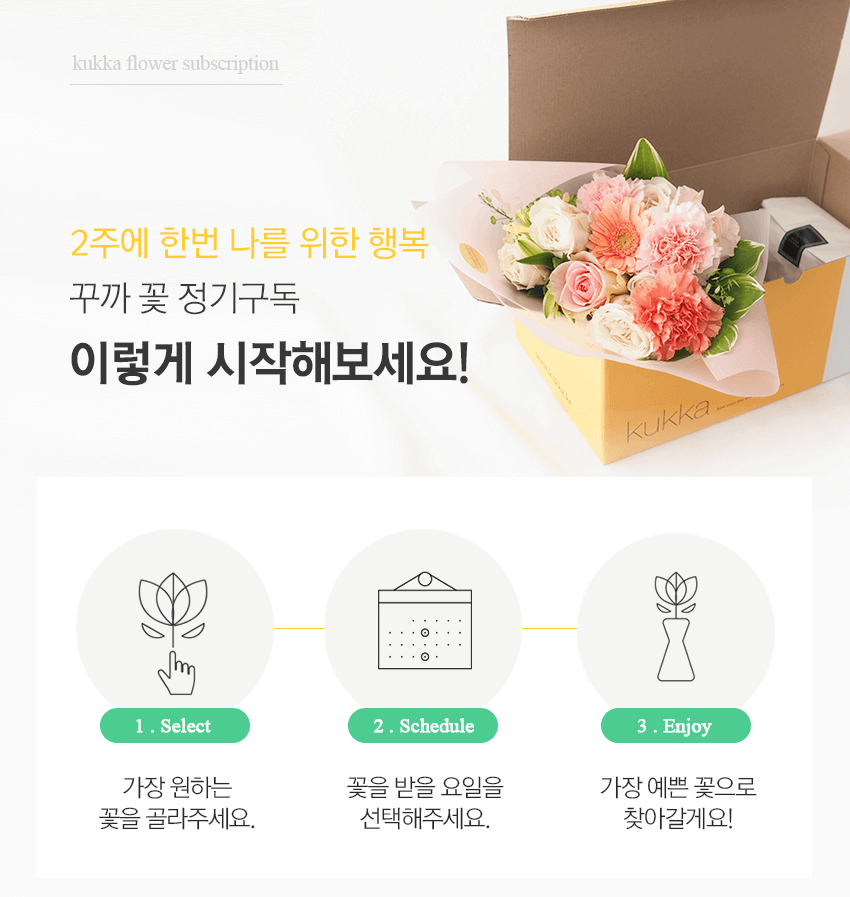 kukka flower subscription
2주에 한번 나를 위한 행복
꾸까 꽃 정기구독
이렇게 시작해보세요!
kukka
1 . Select
2 . Schedule
3 . Enjoy
가장 원하는
꽃을 골라주세요.
꽃을 받을 요일을
선택해주세요.
가장 예쁜 꽃으로
찾아갈게요!